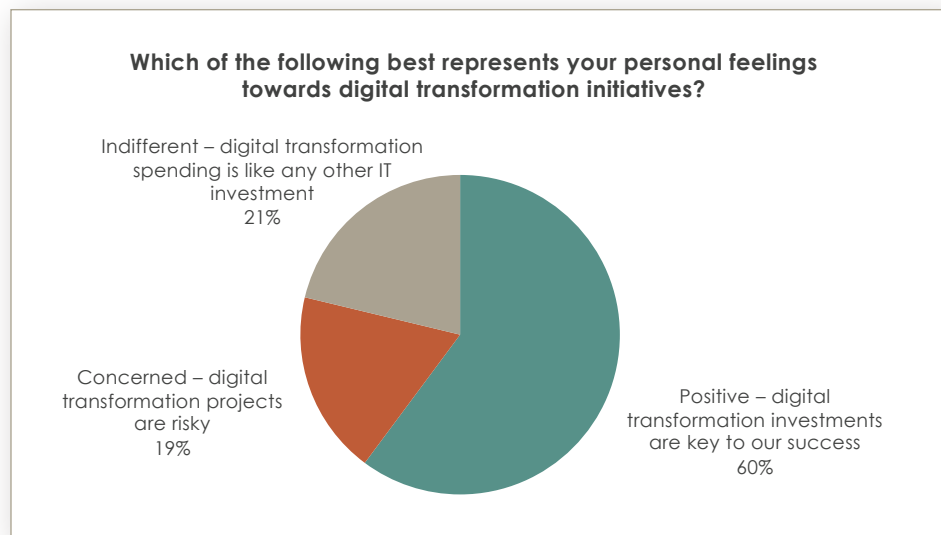 Which of the following best represents your personal feelings
towards digital transformation initiatives?
Indifferent – digital transformation
spending is like any other IT
investment
21%
Concerned – digital
transformation projects
are risky
19%
Positive – digital
transformation investments
are key to our success
60%